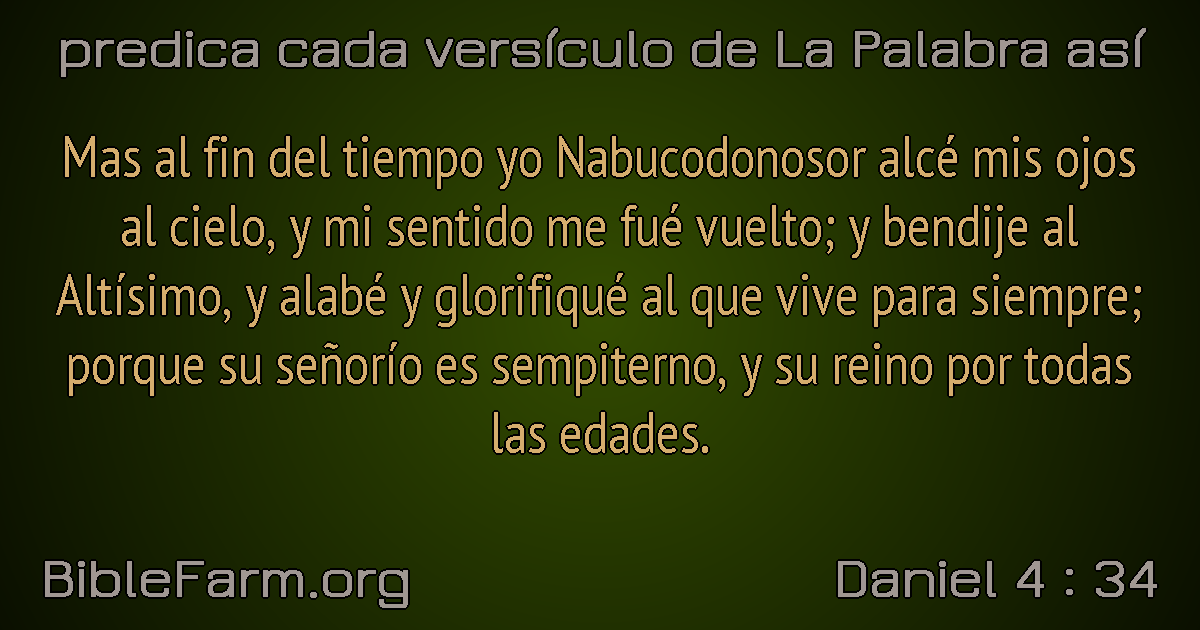 predica cada versículo de La Palabra así
Mas al fin del tiempo yo Nabucodonosor alcé mis ojos
al cielo, y mi sentido me fué vuelto; y bendije al
Altísimo, y alabé y glorifiqué al que vive para siempre;
porque su señorío es sempiterno, y su reino por todas
las edades.
BibleFarm.org
Daniel 4 : 34